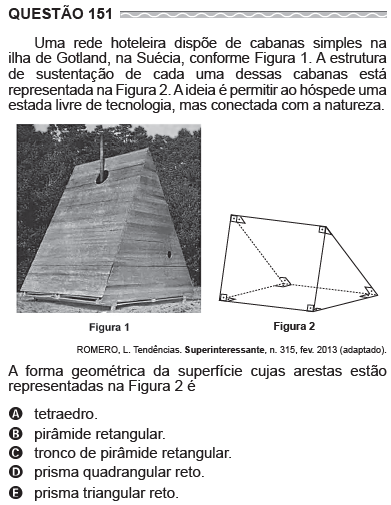 QUESTÃO 151
Uma rede hoteleira dispõe de cabanas simples na
ilha de Gotland, na Suécia, conforme Figura 1. A estrutura
de sustentação de cada uma dessas cabanas está
representada na Figura 2. A ideia é permitir ao hóspede uma
estada livre de tecnologia, mas conectada com a natureza.
Figura 1
Figura 2
ROMERO, L. Tendências. Superinteressante, n. 315, fev. 2013 (adaptado).
A forma geométrica da superfície cujas arestas estão
representadas na Figura 2 é
A tetraedro.
B pirâmide retangular.
C tronco de pirâmide retangular.
D prisma quadrangular reto.
E prisma triangular reto.